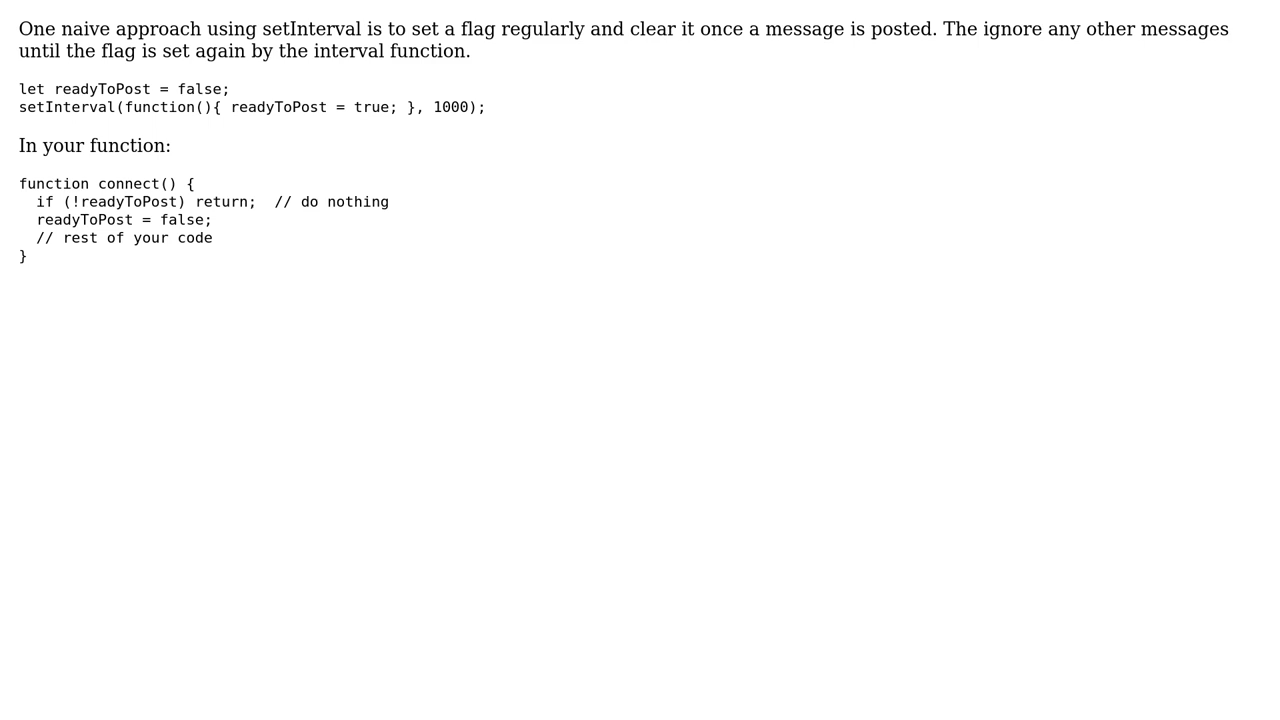 One naive approach using setInterval is to set a flag regularly and clear it once a message is posted. The ignore any other messages
until the flag is set again by the interval function.
let readyToPost = false;
setInterval(function(){ readyToPost = true; }, 1000);
In your function:
function connect() {
  if (!readyToPost) return;  // do nothing
  readyToPost = false;
  // rest of your code
}